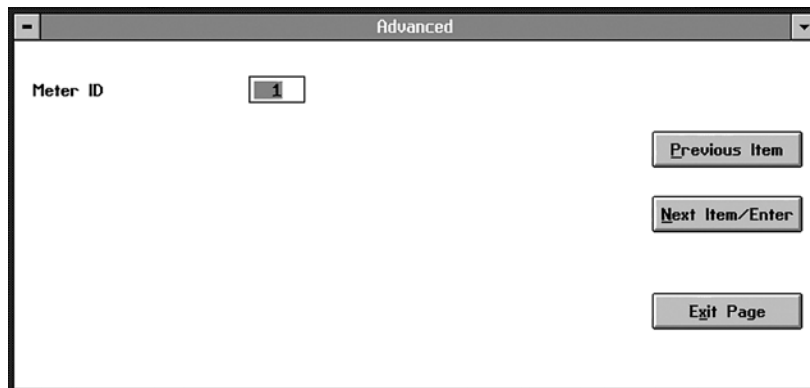 Advanced
Meter ID 1
Previous Item
Next Item/Enter
Exit Page